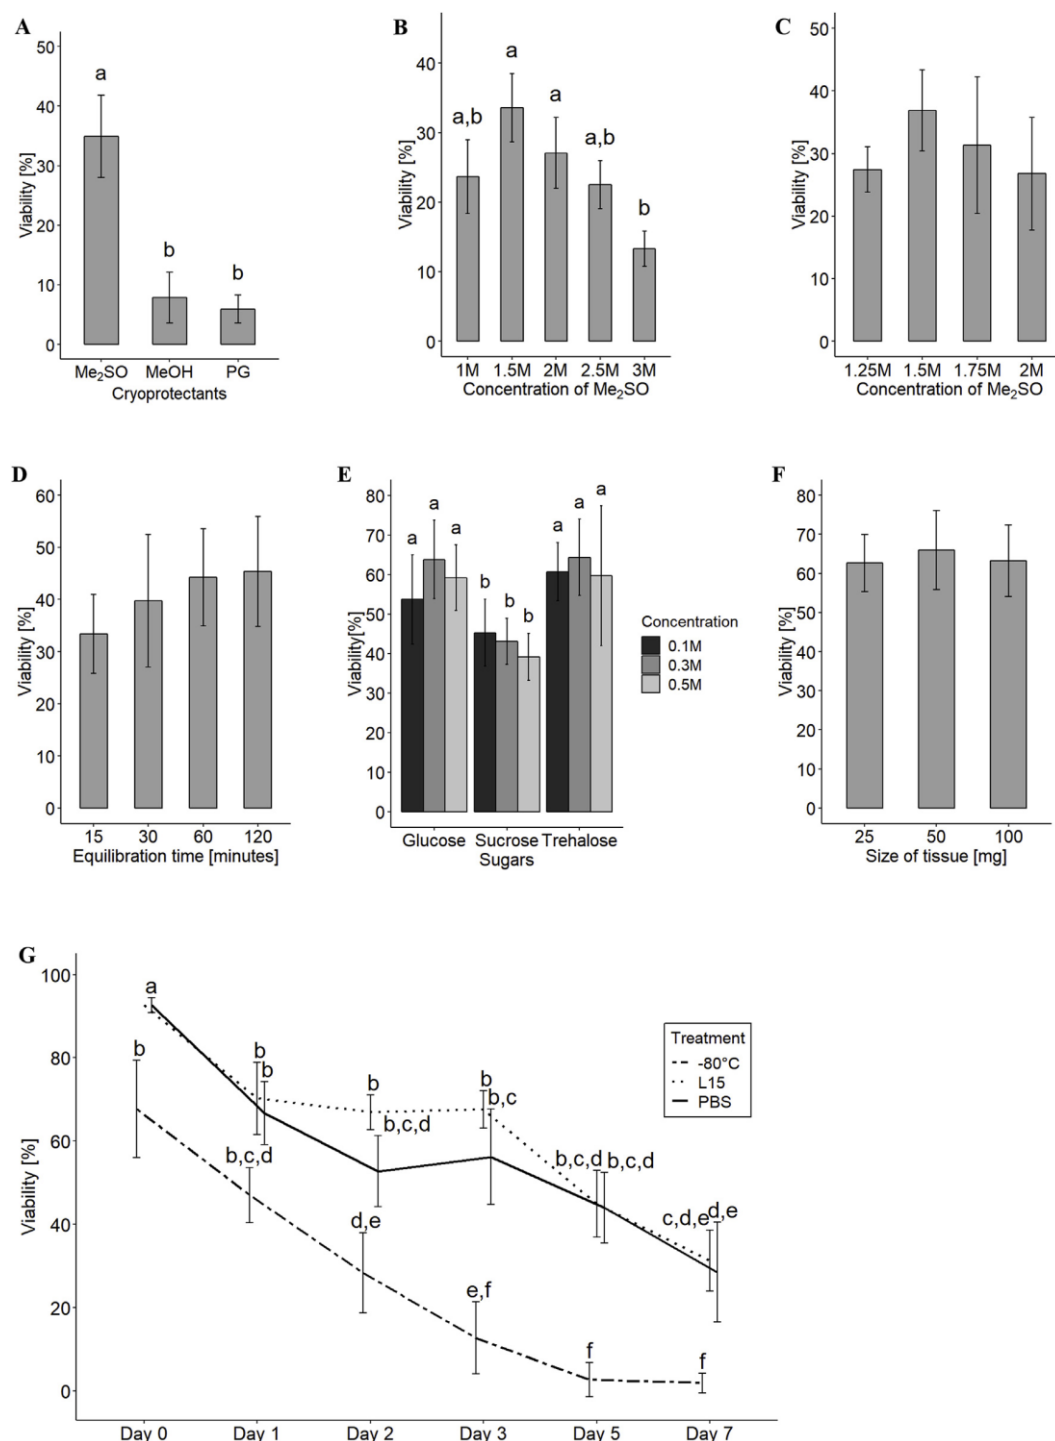 A
50
40
30
20
10
0
Viability [%]
a
b
b
Me₂SO MeOH PG
Cryoprotectants
B
40
30
20
10
0
Viability [%]
a,b
a
a
a,b
b
1M 1.5M 2M 2.5M 3M
Concentration of Me₂SO
C
50
40
30
20
10
0
Viability [%]
1.25M 1.5M 1.75M 2M
Concentration of Me₂SO
D
60
50
40
30
20
10
0
Viability [%]
15 30 60 120
Equilibration time [minutes]
E
80
70
60
50
40
30
20
10
0
Viability[%]
a
a
a
b
b
b
a
a
a
Glucose Sucrose Trehalose
Sugars
Concentration
0.1M
0.3M
0.5M
F
80
70
60
50
40
30
20
10
0
Viability [%]
25 50 100
Size of tissue [mg]
G
100
80
60
40
20
0
Viability [%]
a
b
b
b
b,c,d
b
b,c,d
d,e
b
b,c
e,f
b,c,d b,c,d
f
c,d,e d,e
f
Treatment
-80°C
L15
PBS
Day 0 Day 1 Day 2 Day 3 Day 5 Day 7